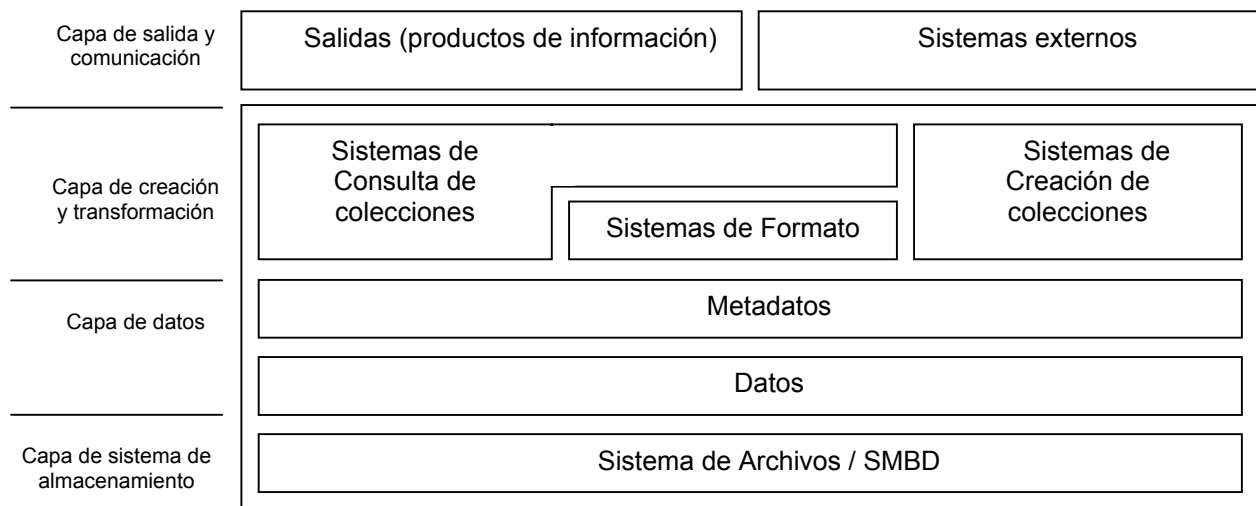 Capa de salida y
comunicación
Salidas (productos de información)
Sistemas externos
Capa de creación
y transformación
Sistemas de
Consulta de
colecciones
Sistemas de Formato
Sistemas de
Creación de
colecciones
Capa de datos
Metadatos
Datos
Capa de sistema de
almacenamiento
Sistema de Archivos / SMBD